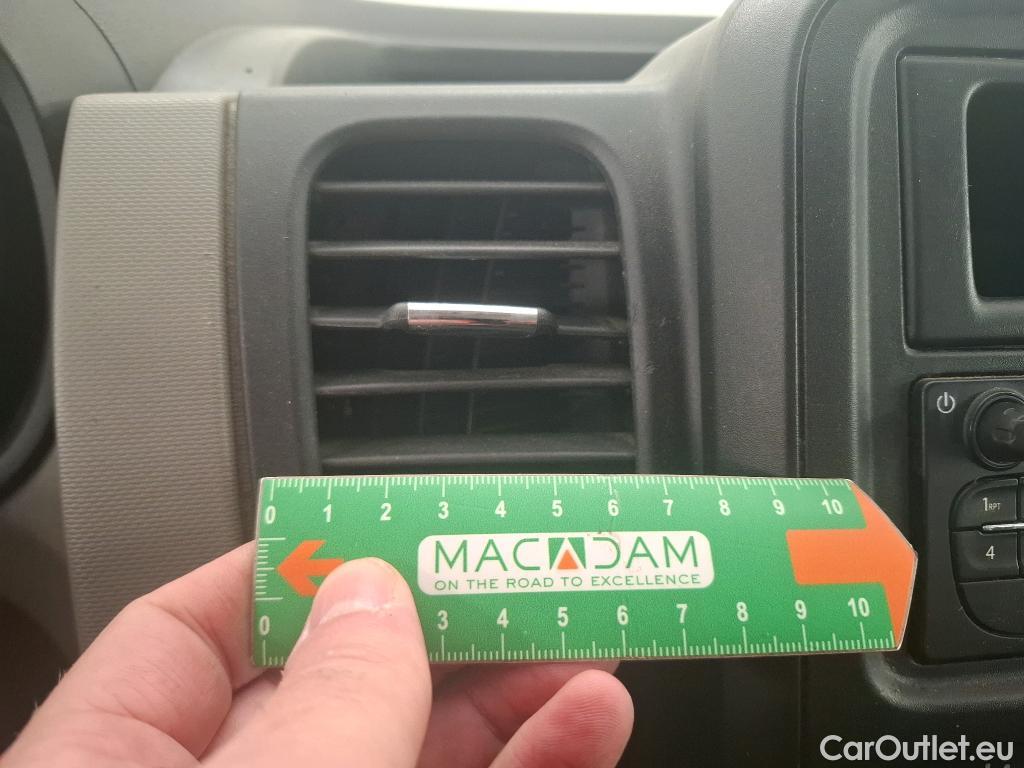 1RPT
4
0 1 2 3 4 5 6 7 8 9 10
MACADAM
ON THE ROAD TO EXCELLENCE
0 3 4 5 6 7 8 9 10
CarOutlet.eu